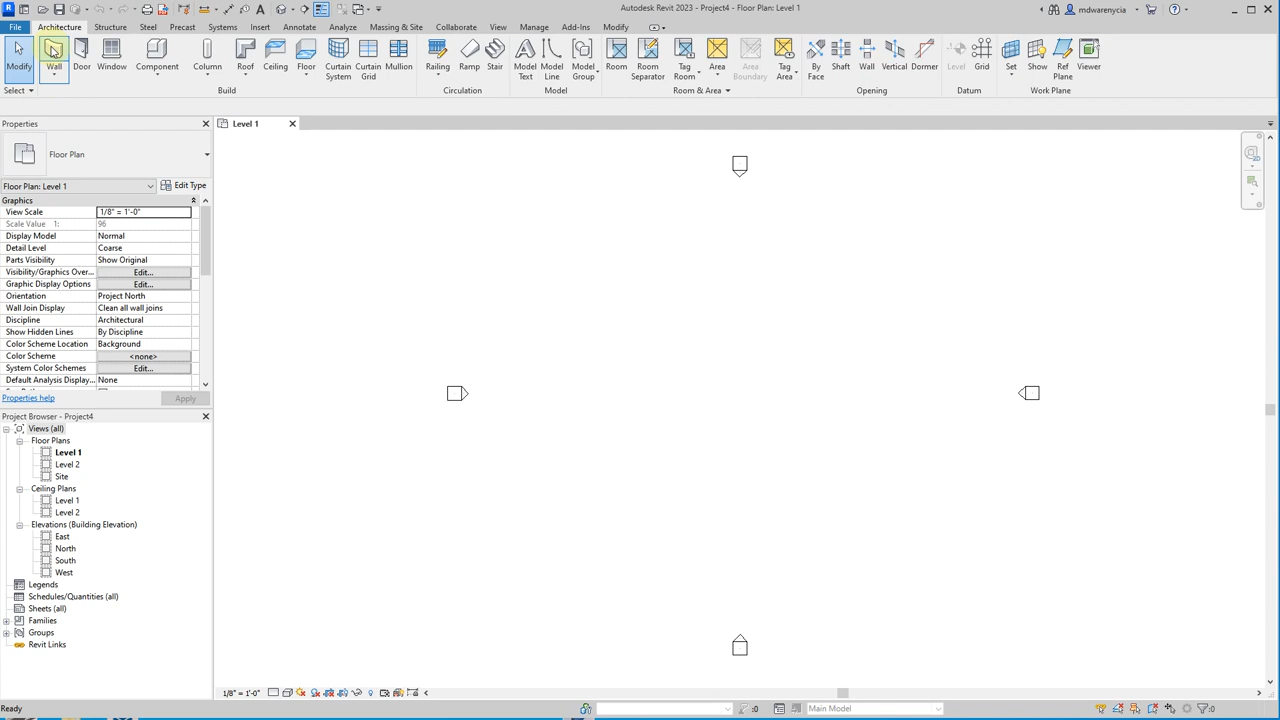 Autodesk Revit 2023 - Project4 - Floor Plan: Level 1
mdwarenycia
File Architecture Structure Steel Precast Systems Insert Annotate Analyze Massing & Site Collaborate View Manage Add-Ins Modify
Modify Wall Door Window Component Column Roof Ceiling Floor Curtain System Curtain Grid Mullion Railing Ramp Stair Model Text Model Line Model Group Room Room Separator Tag Room Area Area Boundary Tag Area By Face Shaft Wall Vertical Dormer Level Grid Set Show Ref Plane Viewer
Select Build Circulation Model Room & Area Opening Datum Work Plane
Properties
Level 1
Floor Plan
Floor Plan: Level 1 Edit Type
Graphics
View Scale 1/8" = 1'-0"
Scale Value 1: 96
Display Model Normal
Detail Level Coarse
Parts Visibility Show Original
Visibility/Graphics Over... Edit...
Graphic Display Options Edit...
Orientation Project North
Wall Join Display Clean all wall joins
Discipline Architectural
Show Hidden Lines By Discipline
Color Scheme Location Background
Color Scheme <none>
System Color Schemes Edit...
Default Analysis Display... None
Properties help Apply
Project Browser - Project4
Views (all)
Floor Plans
Level 1
Level 2
Site
Ceiling Plans
Level 1
Level 2
Elevations (Building Elevation)
East
North
South
West
Legends
Schedules/Quantities (all)
Sheets (all)
Families
Groups
Revit Links
1/8" = 1'-0"
Ready :0 Main Model :0